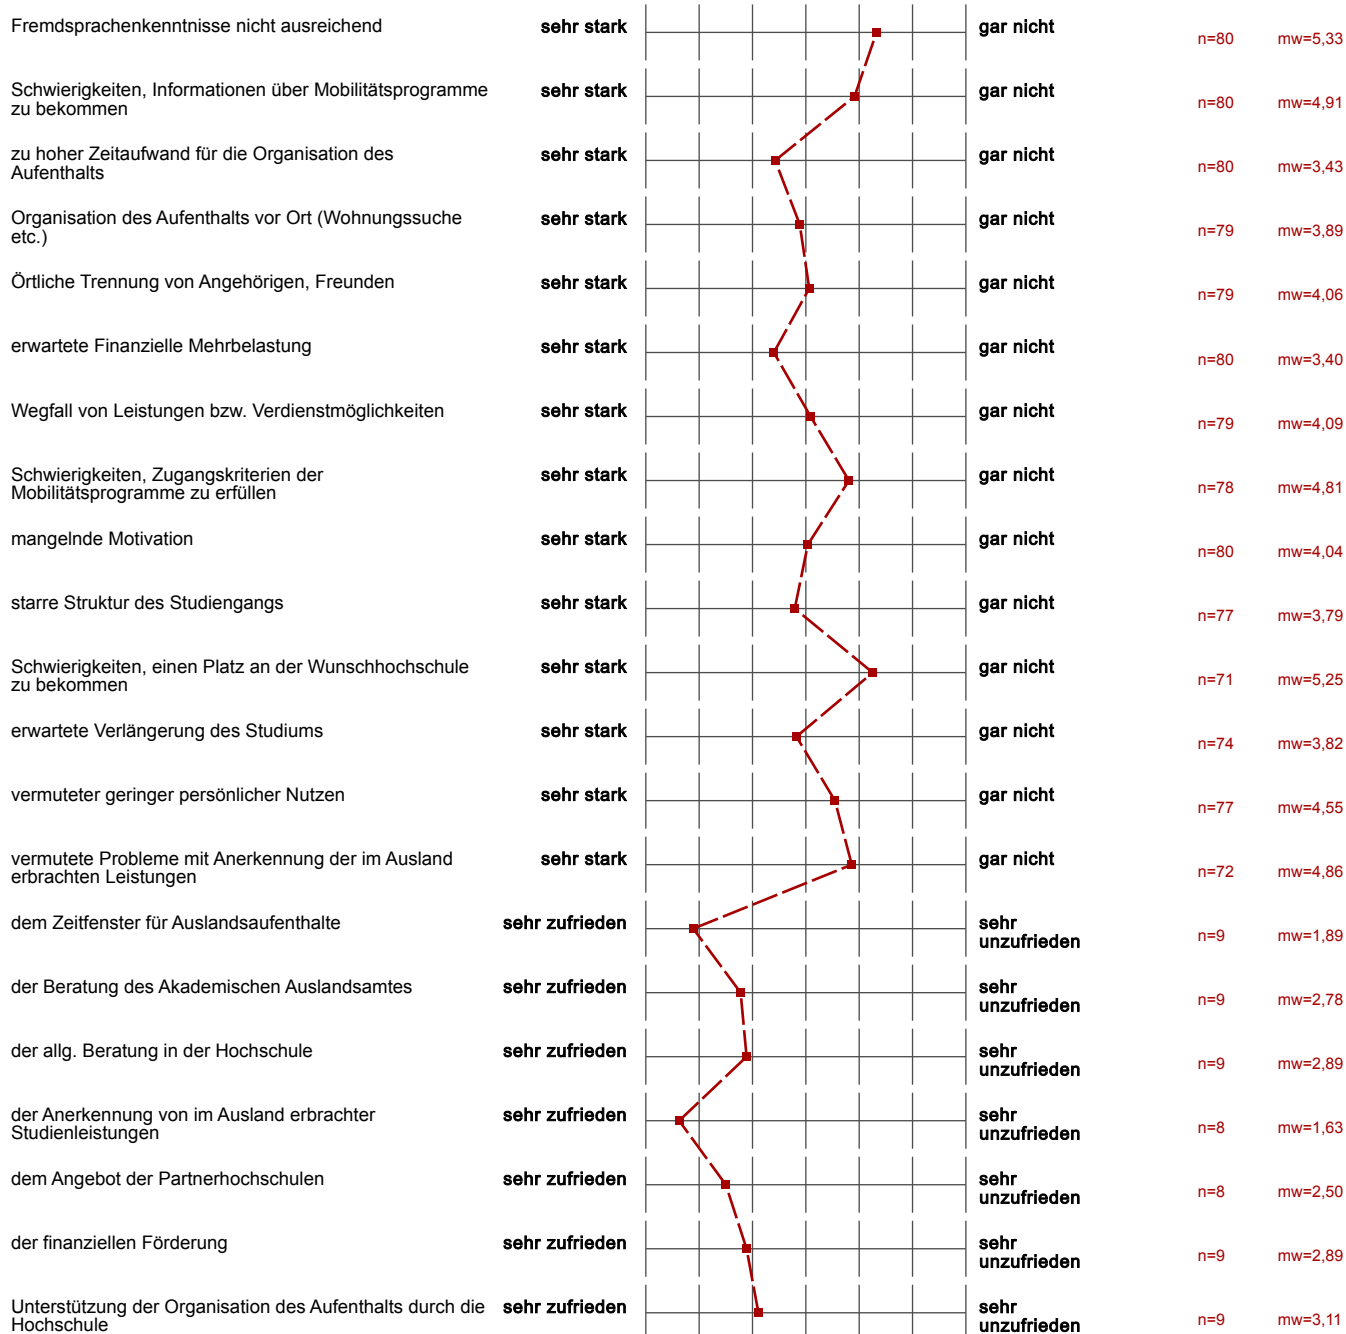 Fremdsprachenkenntnisse nicht ausreichend sehr stark gar nicht n=80 mw=5,33
Schwierigkeiten, Informationen über Mobilitätsprogramme
zu bekommen sehr stark gar nicht n=80 mw=4,91
zu hoher Zeitaufwand für die Organisation des
Aufenthalts sehr stark gar nicht n=80 mw=3,43
Organisation des Aufenthalts vor Ort (Wohnungssuche
etc.) sehr stark gar nicht n=79 mw=3,89
Örtliche Trennung von Angehörigen, Freunden sehr stark gar nicht n=79 mw=4,06
erwartete Finanzielle Mehrbelastung sehr stark gar nicht n=80 mw=3,40
Wegfall von Leistungen bzw. Verdienstmöglichkeiten sehr stark gar nicht n=79 mw=4,09
Schwierigkeiten, Zugangskriterien der
Mobilitätsprogramme zu erfüllen sehr stark gar nicht n=78 mw=4,81
mangelnde Motivation sehr stark gar nicht n=80 mw=4,04
starre Struktur des Studiengangs sehr stark gar nicht n=77 mw=3,79
Schwierigkeiten, einen Platz an der Wunschhochschule
zu bekommen sehr stark gar nicht n=71 mw=5,25
erwartete Verlängerung des Studiums sehr stark gar nicht n=74 mw=3,82
vermuteter geringer persönlicher Nutzen sehr stark gar nicht n=77 mw=4,55
vermutete Probleme mit Anerkennung der im Ausland
erbrachten Leistungen sehr stark gar nicht n=72 mw=4,86
dem Zeitfenster für Auslandsaufenthalte sehr zufrieden sehr
unzufrieden n=9 mw=1,89
der Beratung des Akademischen Auslandsamtes sehr zufrieden sehr
unzufrieden n=9 mw=2,78
der allg. Beratung in der Hochschule sehr zufrieden sehr
unzufrieden n=9 mw=2,89
der Anerkennung von im Ausland erbrachter sehr zufrieden sehr
Studienleistungen unzufrieden n=8 mw=1,63
dem Angebot der Partnerhochschulen sehr zufrieden sehr
unzufrieden n=8 mw=2,50
der finanziellen Förderung sehr zufrieden sehr
unzufrieden n=9 mw=2,89
Unterstützung der Organisation des Aufenthalts durch die sehr zufrieden sehr
Hochschule unzufrieden n=9 mw=3,11